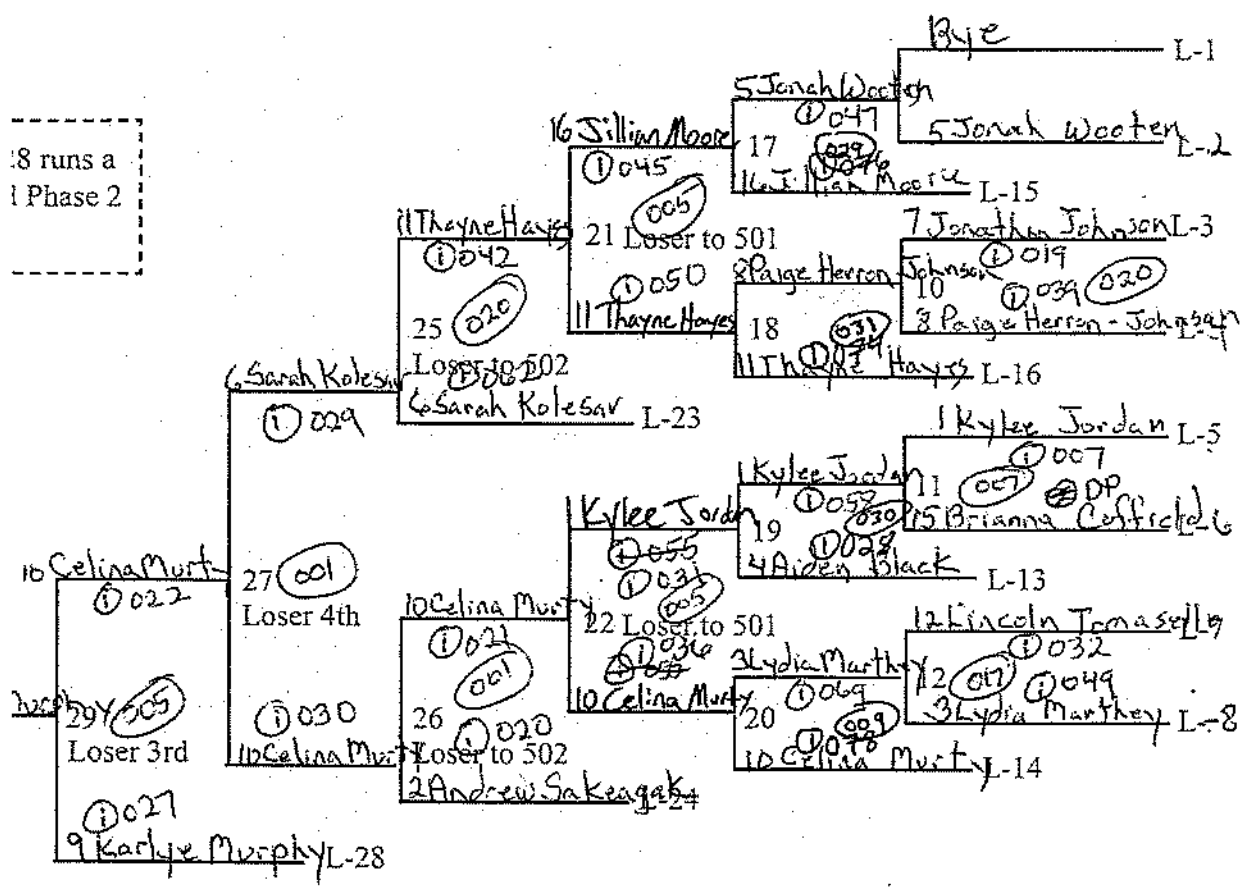 Bye
L-1
5 Jonah Wooten
① 047
17
029
5 Jonah Wooten
L-2
16 Jillian Moore
L-15
16 Jillian Moore
① 045
005
21 Loser to 501
① 050
11 Thayne Hayes
7 Jonathan Johnson L-3
① 019
10
① 039
020
8 Paige Herron-Johnson
8 Paige Herron-Johnson
18
031
11 Thayne Hayes
L-16
28 runs a
Phase 2
11 Thayne Hayes
① 042
25
020
Loser to 502
6 Sarah Kolesar
L-23
6 Sarah Kolesar
① 029
27
001
Loser 4th
① 030
10 Celina Murty
1 Kylee Jordan
L-5
① 007
11
007
DP
15 Brianna Coffield
L-6
1 Kylee Jordan
19
030
① 028
4 Aiden Black
L-13
1 Kylee Jordan
① 055
① 031
005
22 Loser to 501
① 036
10 Celina Murty
12 Lincoln Tomasello
① 032
12
017
① 049
3 Lydia Marthey
L-8
3 Lydia Marthey
① 069
20
009
① 078
10 Celina Murty
L-14
10 Celina Murty
① 021
001
26
① 020
Loser to 502
2 Andrew Sakeagak
L-24
10 Celina Murty
① 022
29
005
Loser 3rd
① 027
9 Karlye Murphy
L-28